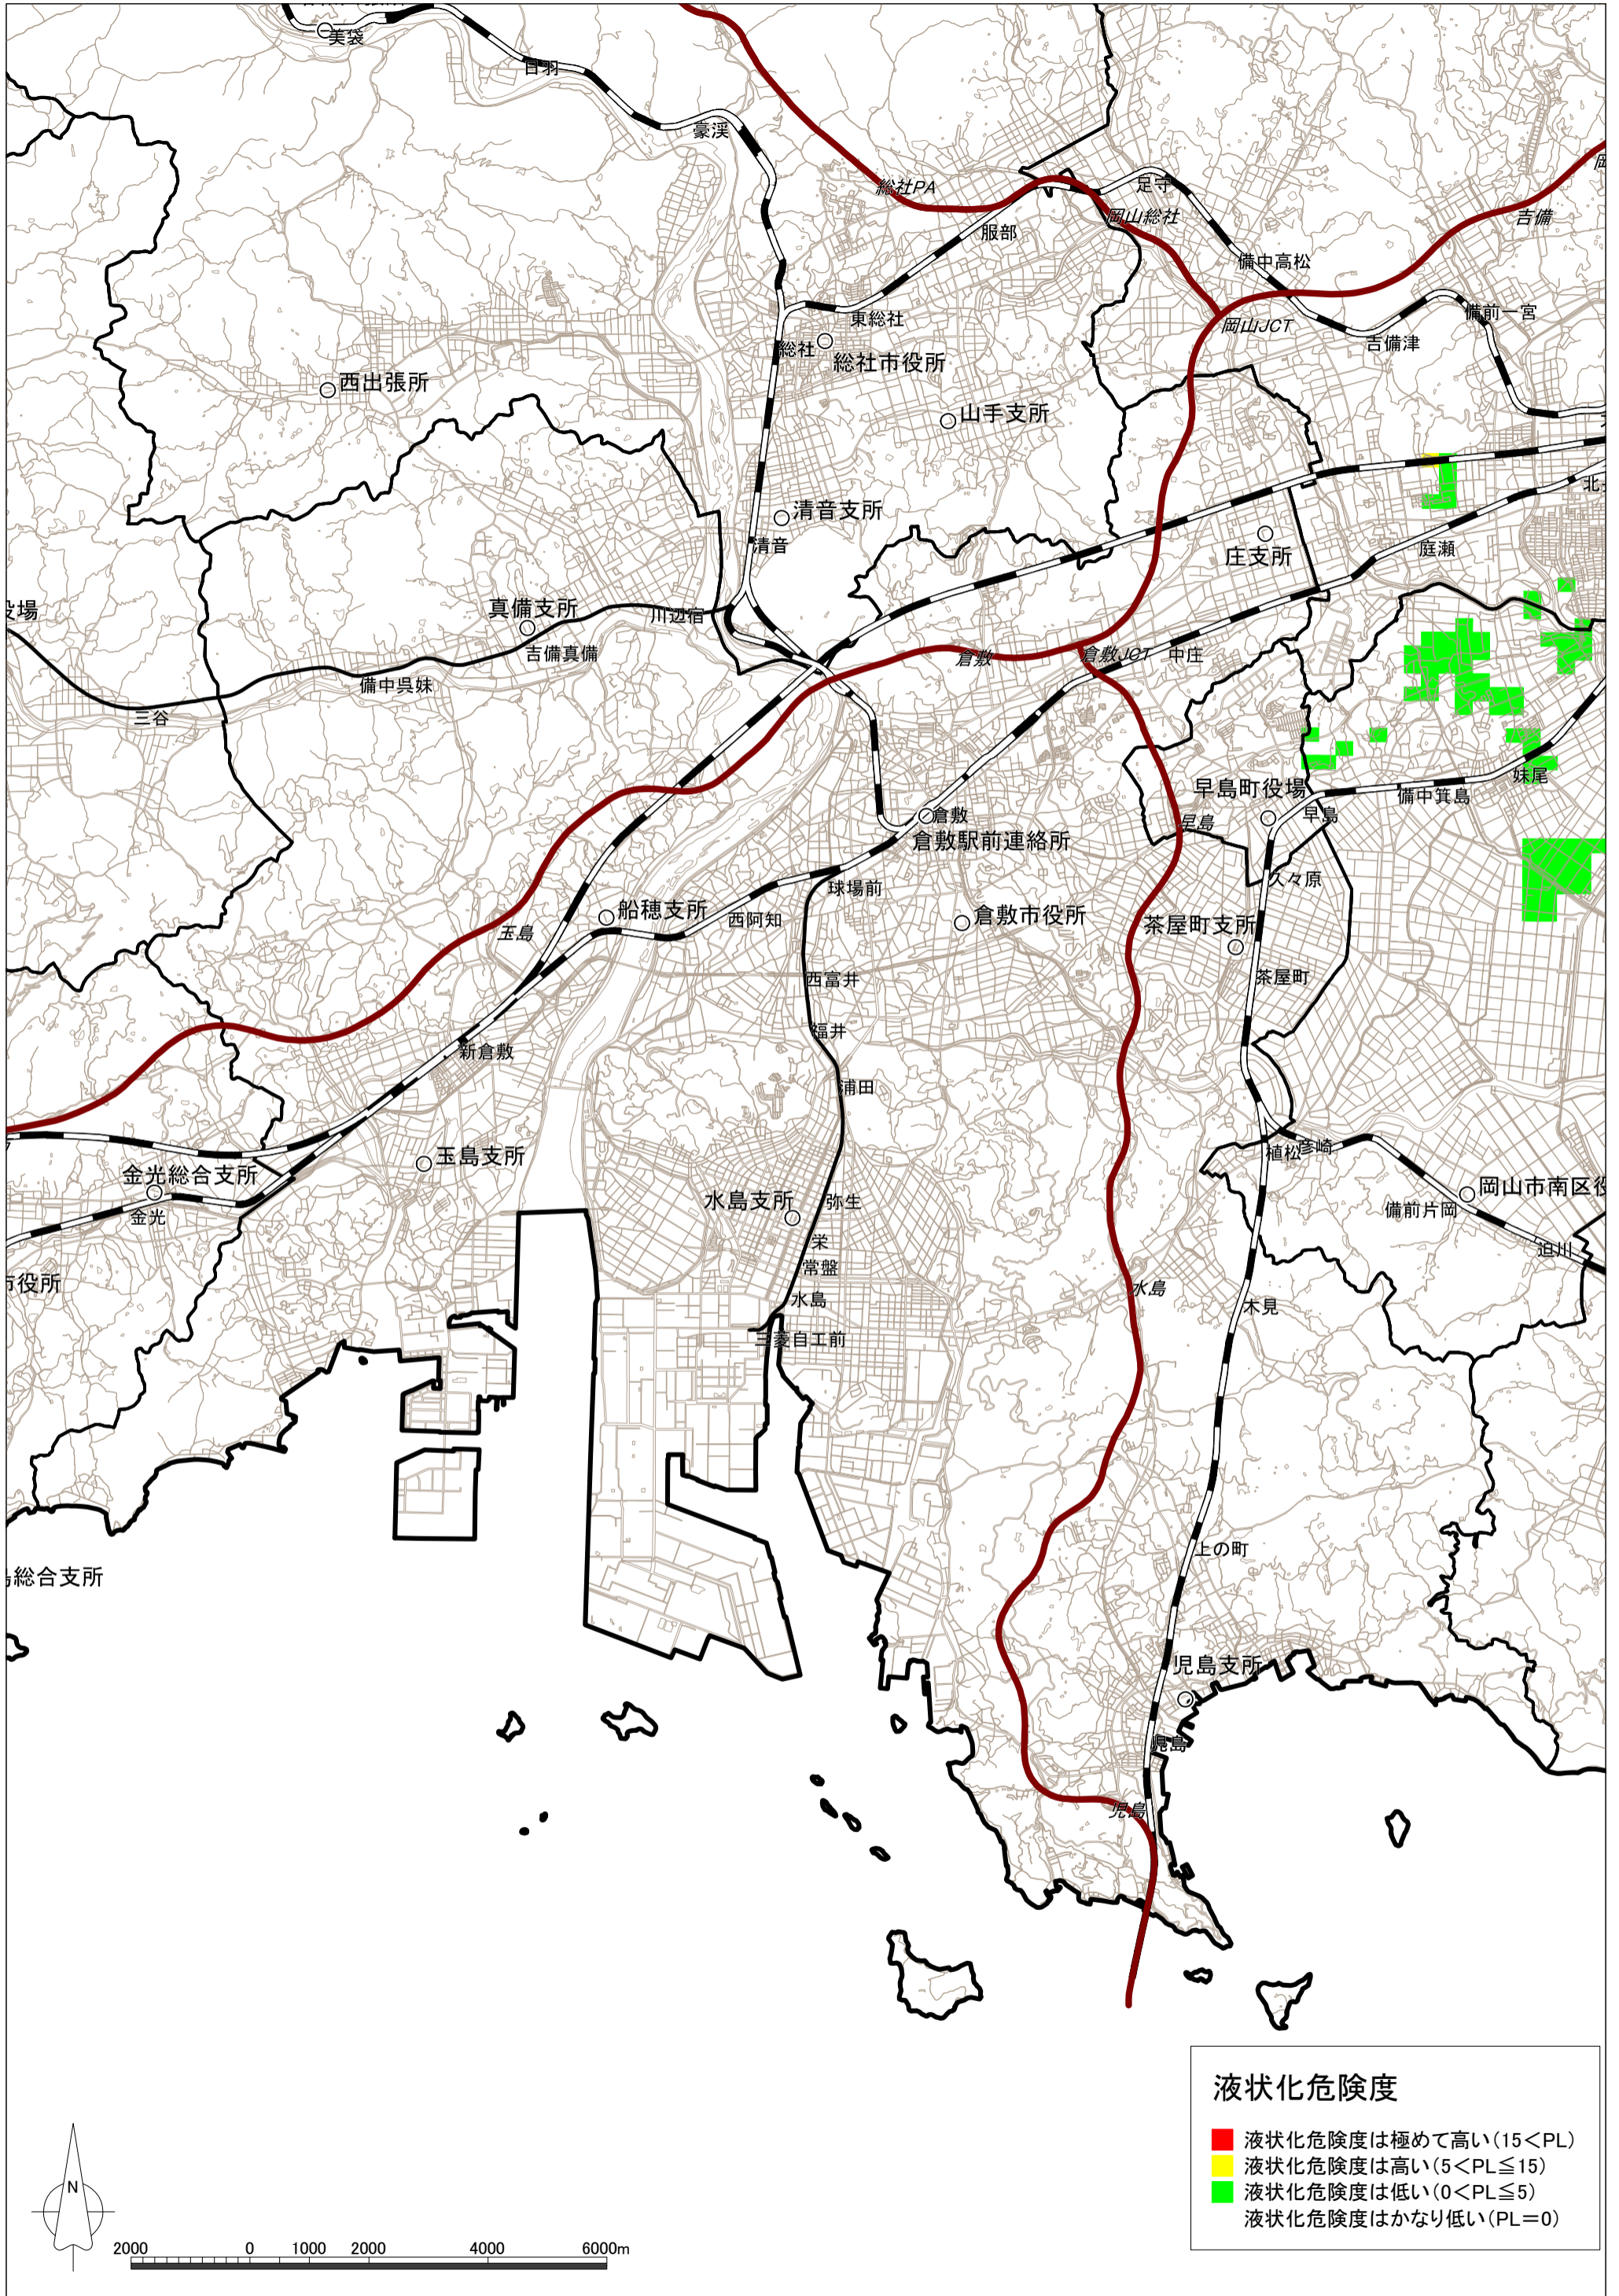 美袋
日羽
豪渓
総社PA
足守
岡山総社
吉備
服部
備中高松
東総社
岡山JCT
備前一宮
吉備津
総社
総社市役所
西出張所
山手支所
清音支所
清音
庄支所
庭瀬
役場
真備支所
川辺宿
吉備真備
倉敷
倉敷JCT
中庄
備中呉妹
三谷
早島町役場
妹尾
備中箕島
倉敷
早島
早島
倉敷駅前連絡所
球場前
久々原
船穂支所
西阿知
倉敷市役所
茶屋町支所
玉島
西富井
茶屋町
福井
新倉敷
浦田
玉島支所
植松
彦崎
金光総合支所
水島支所
弥生
岡山市南区役
金光
備前片岡
栄
迫川
常盤
市役所
水島
水島
木見
三菱自工前
上の町
島総合支所
児島支所
児島
児島
液状化危険度
液状化危険度は極めて高い(15＜PL)
液状化危険度は高い(5＜PL≦15)
液状化危険度は低い(0＜PL≦5)
液状化危険度はかなり低い(PL＝0)
N
2000 0 1000 2000 4000 6000m